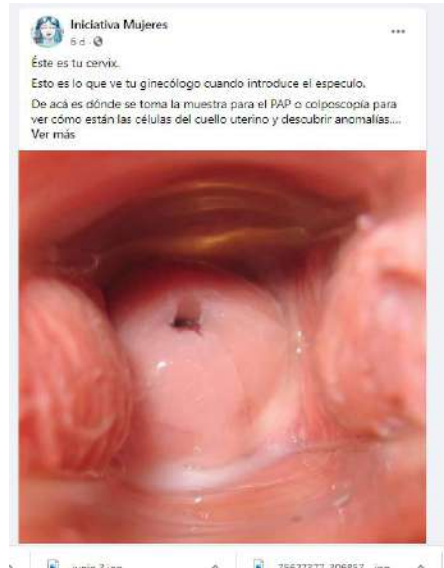 Iniciativa Mujeres
6 d ·
Éste es tu cervix.
Esto es lo que ve tu ginecólogo cuando introduce el especulo.
De acá es dónde se toma la muestra para el PAP o colposcopía para
ver cómo están las células del cuello uterino y descubrir anomalías....
Ver más